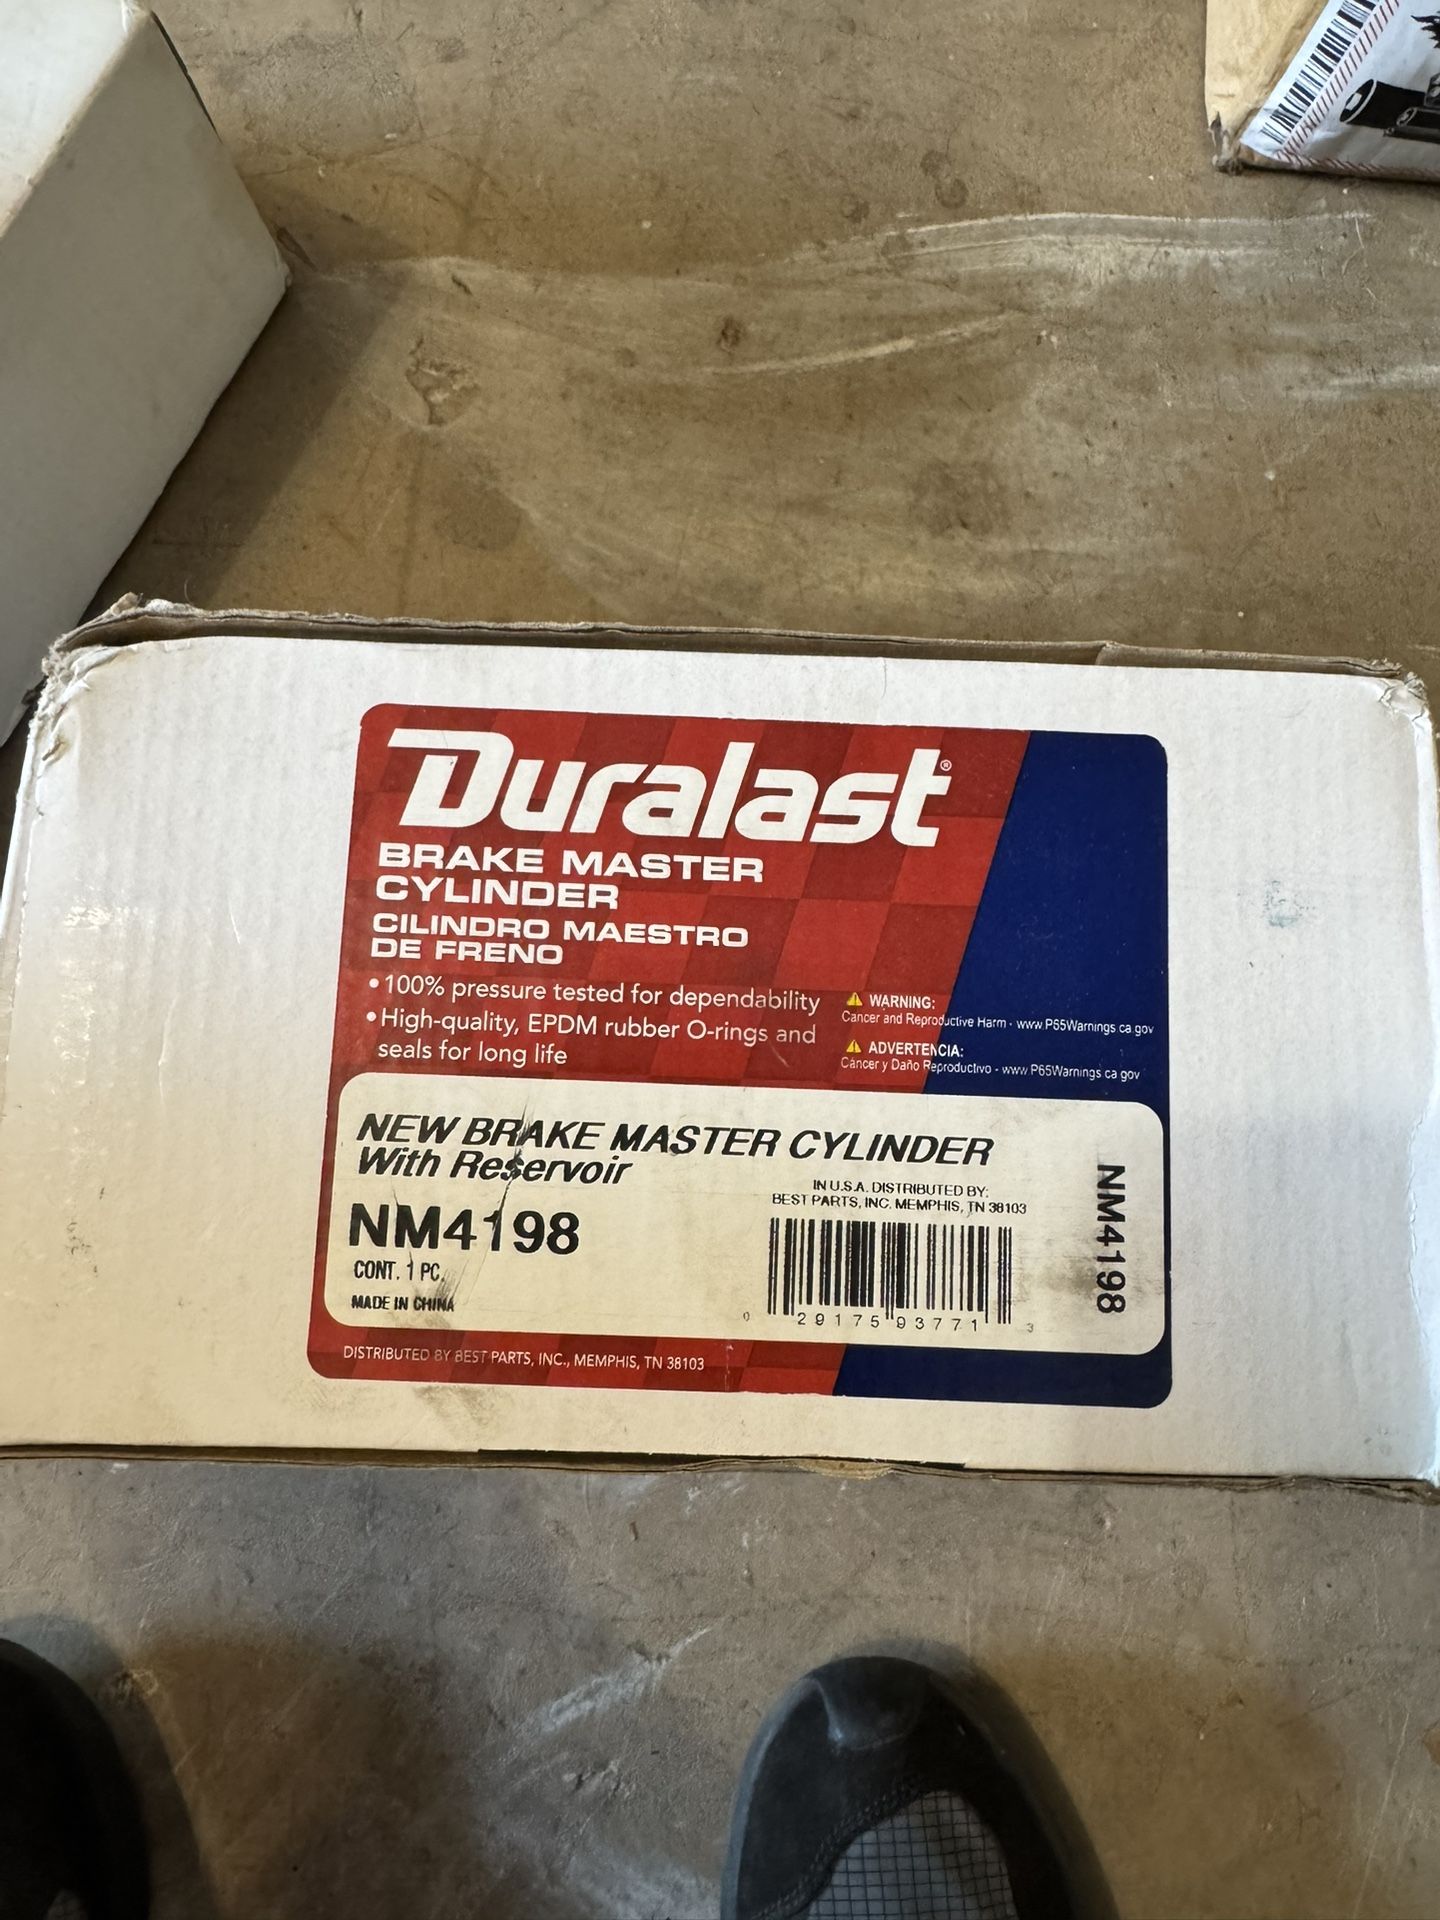 Duralast®
BRAKE MASTER
CYLINDER
CILINDRO MAESTRO
DE FRENO
• 100% pressure tested for dependability
• High-quality, EPDM rubber O-rings and
seals for long life
WARNING:
Cancer and Reproductive Harm - www.P65Warnings.ca.gov
ADVERTENCIA:
Cáncer y Daño Reproductivo - www.P65Warnings.ca.gov
NEW BRAKE MASTER CYLINDER
With Reservoir
NM4198
CONT. 1 PC.
MADE IN CHINA
IN U.S.A. DISTRIBUTED BY:
BEST PARTS, INC. MEMPHIS, TN 38103
0 29175 93771 3
NM4198
DISTRIBUTED BY BEST PARTS, INC., MEMPHIS, TN 38103